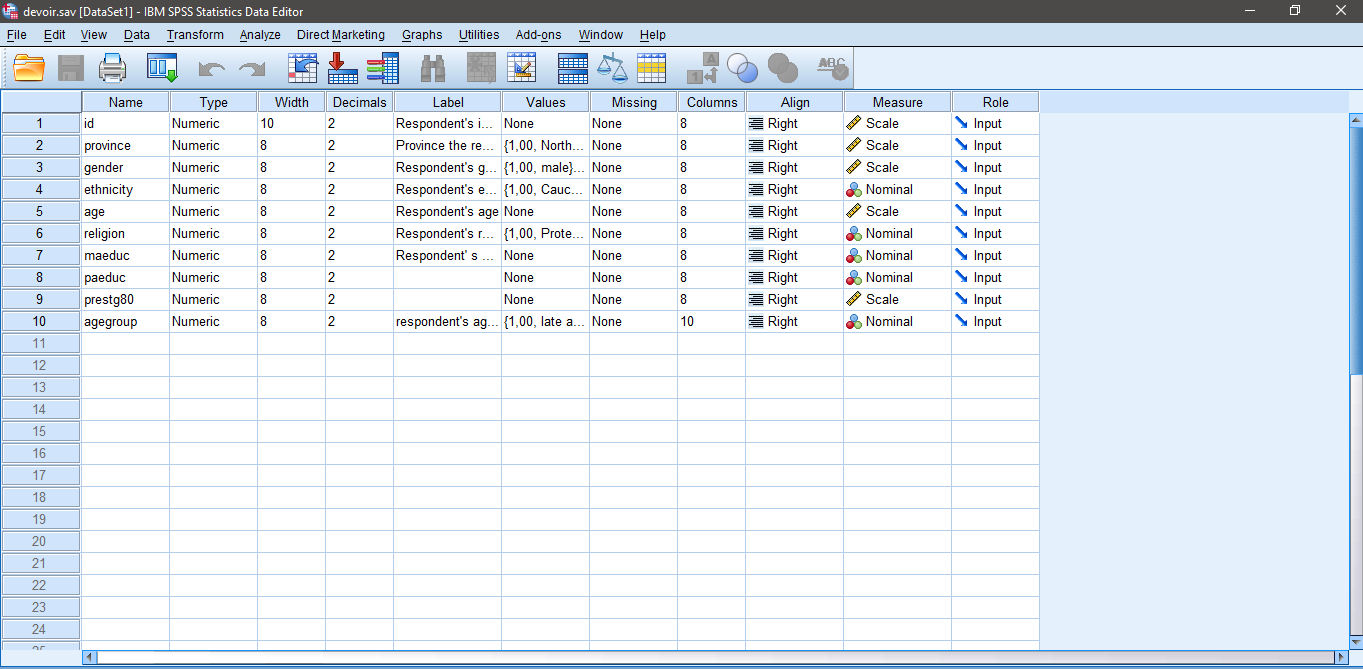 devoir.sav [DataSet1] - IBM SPSS Statistics Data Editor
File Edit View Data Transform Analyze Direct Marketing Graphs Utilities Add-ons Window Help
A
1
ABC
Name Type Width Decimals Label Values Missing Columns Align Measure Role
1 id Numeric 10 2 Respondent's i... None None 8 Right Scale Input
2 province Numeric 8 2 Province the re... {1,00, North... None 8 Right Scale Input
3 gender Numeric 8 2 Respondent's g... {1,00, male}... None 8 Right Scale Input
4 ethnicity Numeric 8 2 Respondent's e... {1,00, Cauc... None 8 Right Nominal Input
5 age Numeric 8 2 Respondent's age None None 8 Right Scale Input
6 religion Numeric 8 2 Respondent's r... {1,00, Prote... None 8 Right Nominal Input
7 maeduc Numeric 8 2 Respondent' s ... None None 8 Right Nominal Input
8 paeduc Numeric 8 2 None None 8 Right Nominal Input
9 prestg80 Numeric 8 2 None None 8 Right Scale Input
10 agegroup Numeric 8 2 respondent's ag... {1,00, late a... None 10 Right Nominal Input
11
12
13
14
15
16
17
18
19
20
21
22
23
24